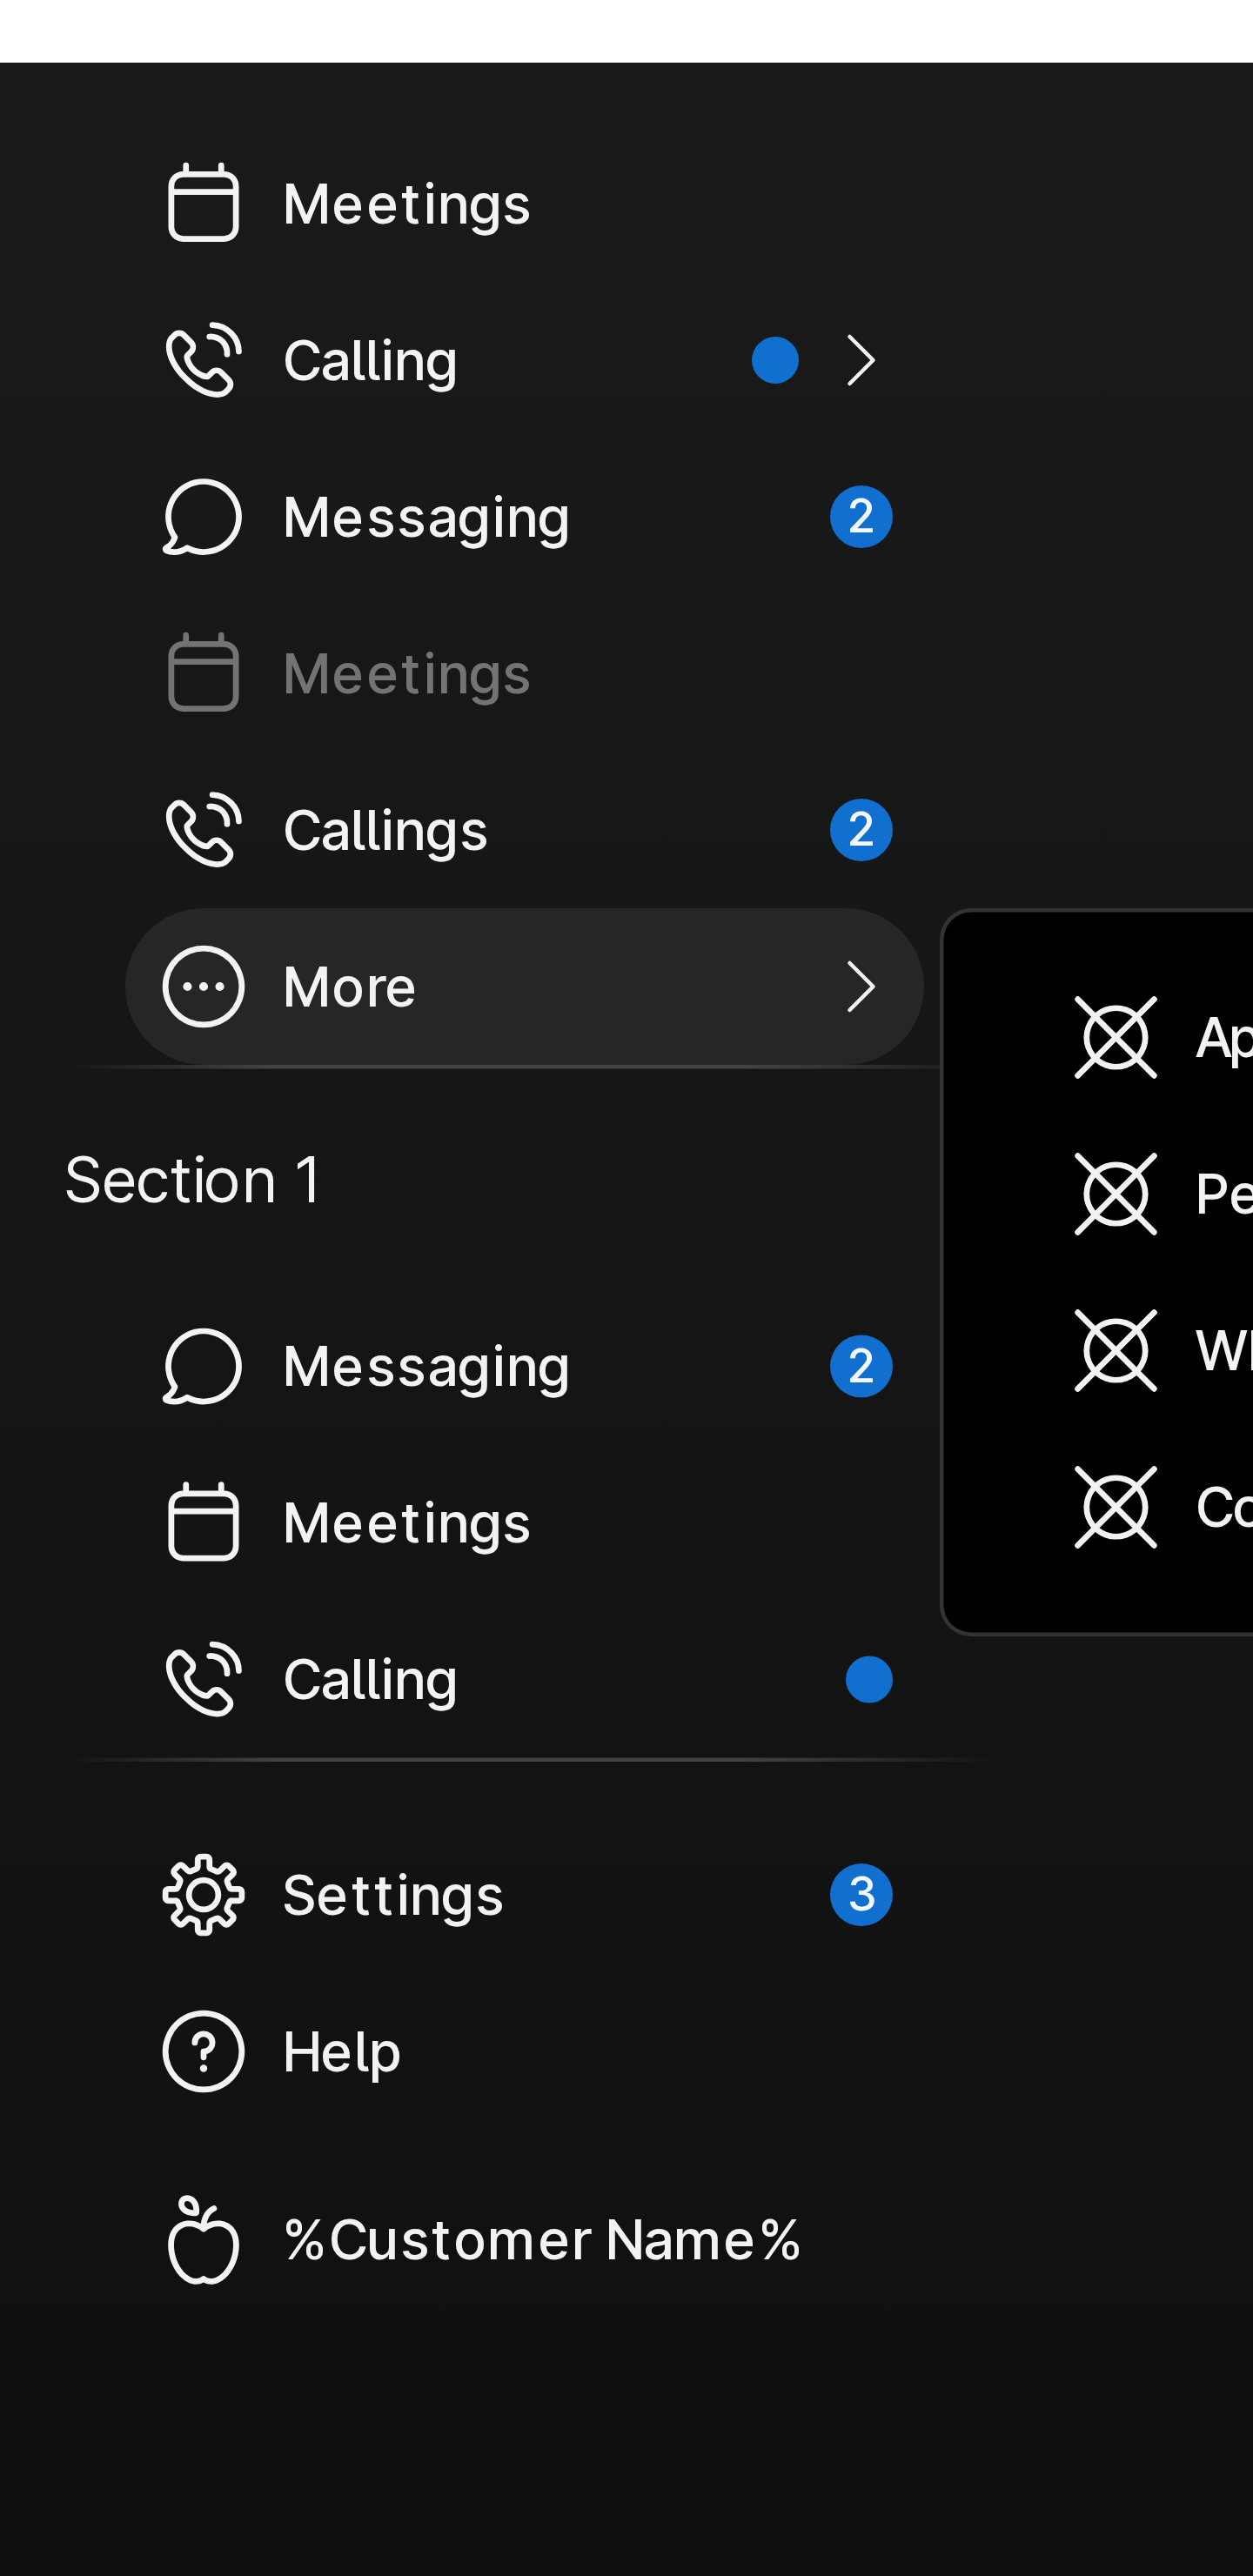 Meetings
Calling
Messaging 2
Meetings
Callings 2
More
Section 1
Messaging 2
Meetings
Calling
Settings 3
Help
%Customer Name%